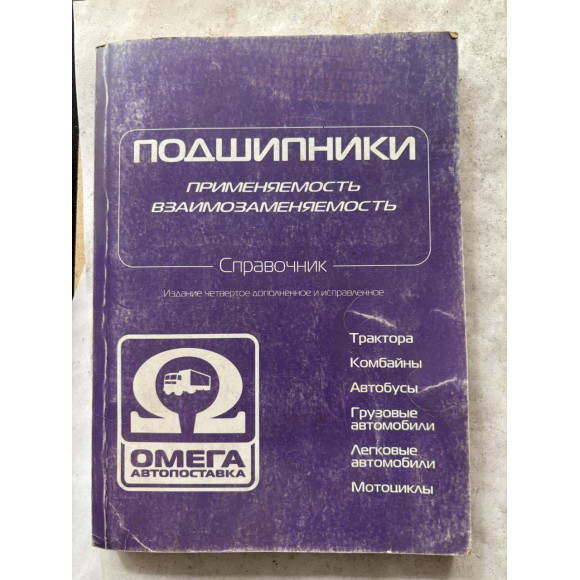 ПОДШИПНИКИ
ПРИМЕНЯЕМОСТЬ
ВЗАИМОЗАМЕНЯЕМОСТЬ
Справочник
Издание четвертое дополненное и исправленное
Трактора
Комбайны
Автобусы
Грузовые
автомобили
Легковые
автомобили
Мотоциклы
ОМЕГА
АВТОПОСТАВКА